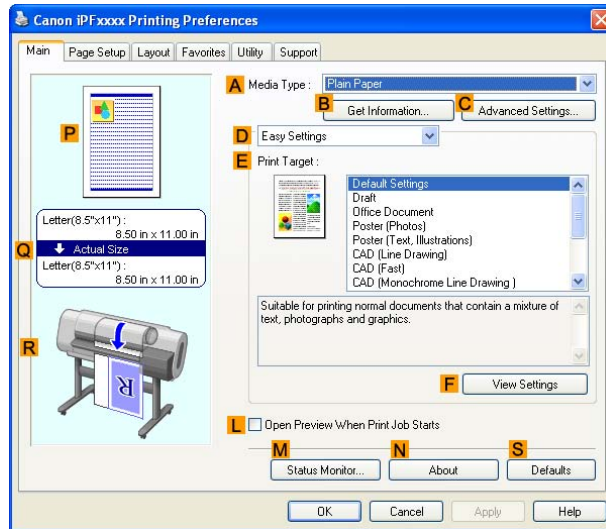 Canon iPFxxxx Printing Preferences
Main Page Setup Layout Favorites Utility Support
A Media Type : Plain Paper
B C
Get Information... Advanced Settings...
D Easy Settings
E Print Target :
P
Default Settings
Draft
Office Document
Poster (Photos)
Poster (Text, Illustrations)
CAD (Line Drawing)
CAD (Fast)
CAD (Monochrome Line Drawing )
Letter(8.5"x11") :
8.50 in x 11.00 in
Q Actual Size
Letter(8.5"x11") :
8.50 in x 11.00 in
Suitable for printing normal documents that contain a mixture of
text, photographs and graphics.
R
R
F View Settings
L Open Preview When Print Job Starts
M N S
Status Monitor... About Defaults
OK Cancel Apply Help